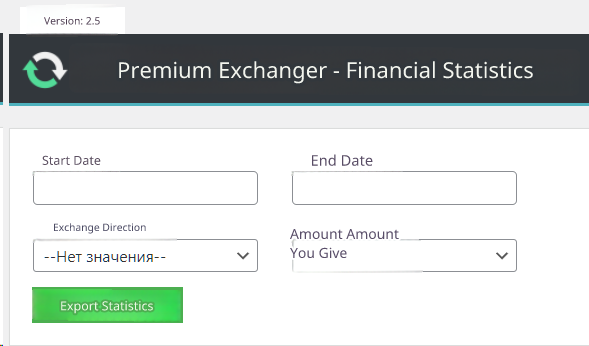 Version: 2.5
Premium Exchanger - Financial Statistics
Start Date
End Date
Exchange Direction
--Нет значения--
Amount Amount
You Give
Export Statistics